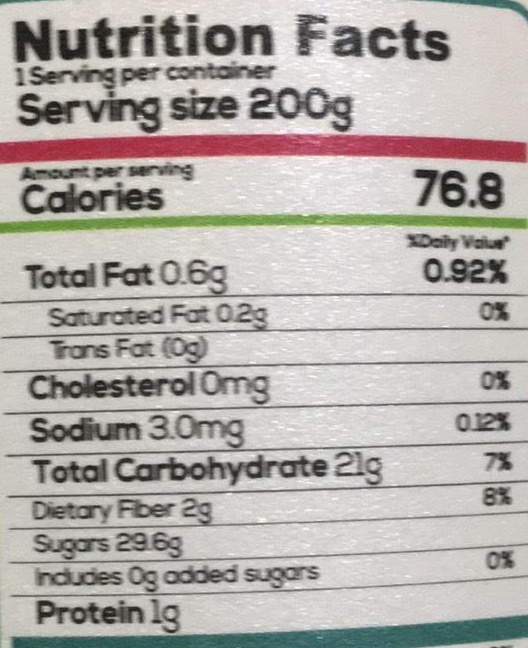 Nutrition Facts
1 Serving per container
Serving size 200g
Amount per serving
Calories 76.8
%Daily Value*
Total Fat 0.6g 0.92%
Saturated Fat 0.2g 0%
Trans Fat (0g)
Cholesterol 0mg 0%
Sodium 3.0mg 0.12%
Total Carbohydrate 21g 7%
Dietary Fiber 2g 8%
Sugars 29.6g
Includes 0g added sugars 0%
Protein 1g